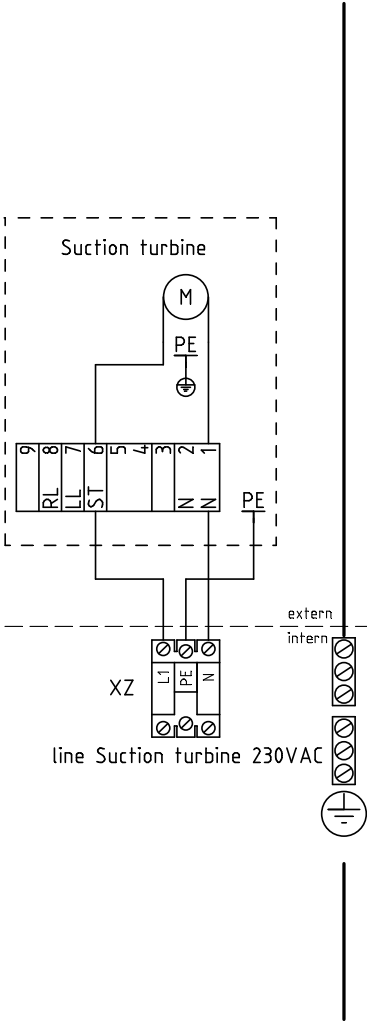 Suction turbine
M
PE
9 8 7 6 5 4 3 2 1
RL LL ST N N
PE
extern
intern
L1 PE N
XZ
line Suction turbine 230VAC